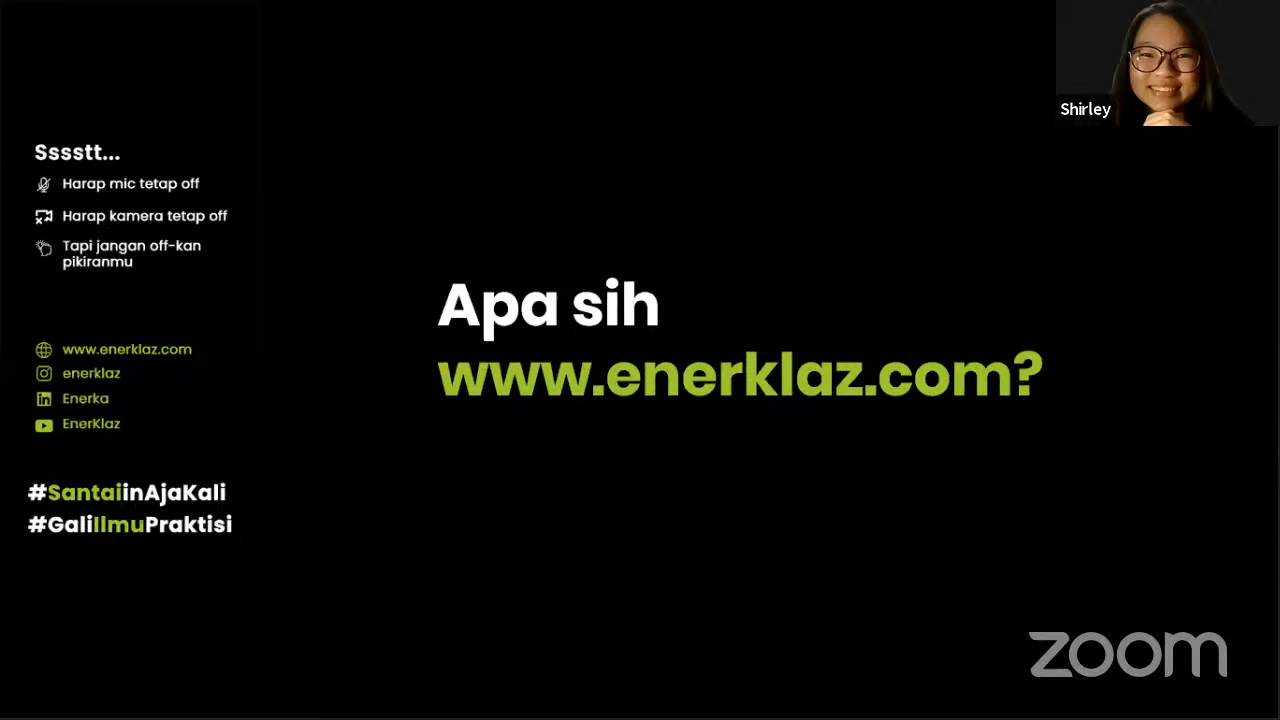 Shirley
Sssstt...
Harap mic tetap off
Harap kamera tetap off
Tapi jangan off-kan
pikiranmu
Apa sih
www.enerklaz.com?
www.enerklaz.com
enerklaz
Enerka
EnerKlaz
#SantaiinAjaKali
#GaliIlmuPraktisi
zoom